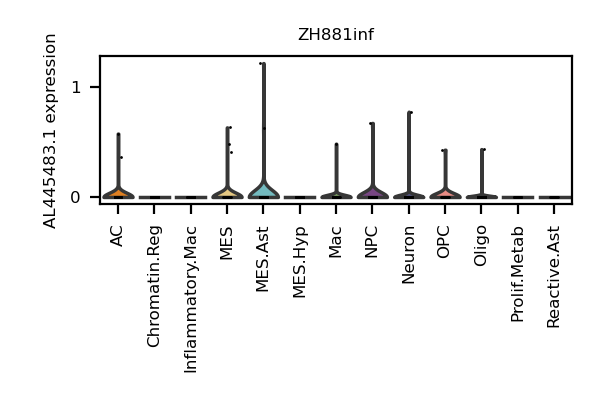 ZH881inf
AL445483.1 expression
1
0
AC
Chromatin.Reg
Inflammatory.Mac
MES
MES.Ast
MES.Hyp
Mac
NPC
Neuron
OPC
Oligo
Prolif.Metab
Reactive.Ast